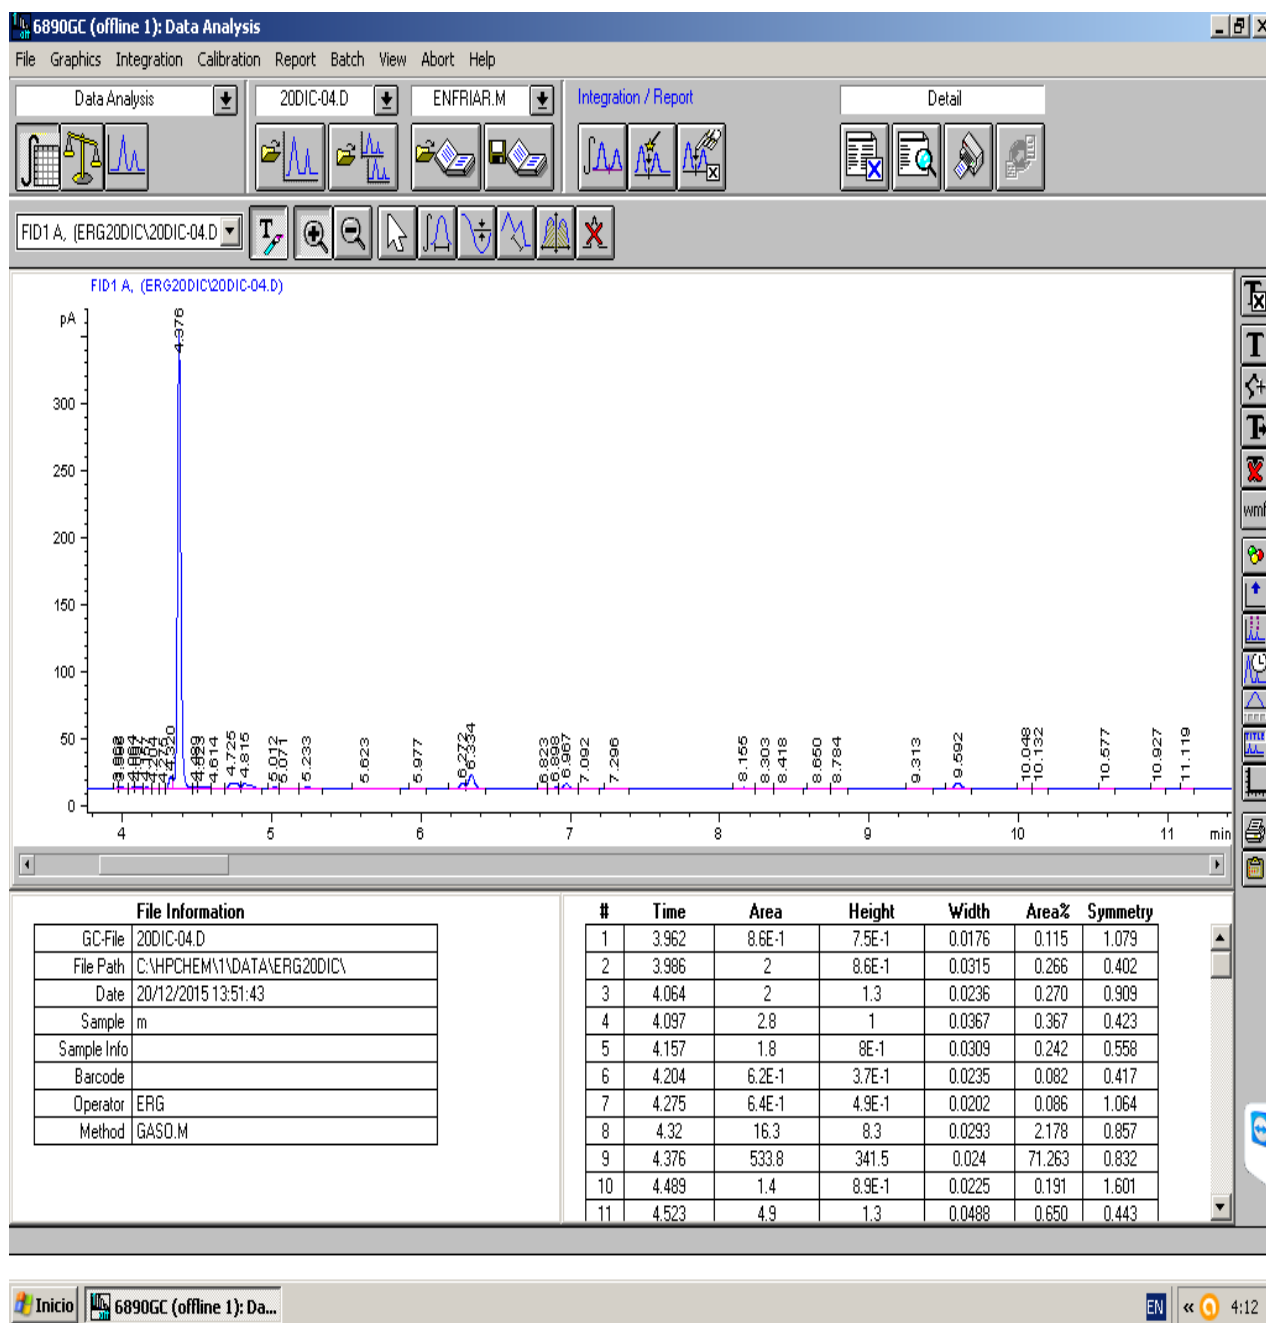 6890GC (offline 1): Data Analysis
File Graphics Integration Calibration Report Batch View Abort Help
Data Analysis 20DIC-04.D ENFRIAR.M Integration / Report Detail
FID1 A, (ERG20DIC\20DIC-04.D
FID1 A, (ERG20DIC\20DIC-04.D)
pA
300
250
200
150
100
50
0
4.376
4.320
4.614
4.725
4.815
5.012
5.071
5.233
5.623
5.977
6.272
6.334
6.823
6.898
6.967
7.092
7.296
8.155
8.303
8.418
8.650
8.784
9.313
9.592
10.048
10.132
10.577
10.927
11.119
4 5 6 7 8 9 10 11 min
wmf
TITLE
File Information
GC-File 20DIC-04.D
File Path C:\HPCHEM\1\DATA\ERG20DIC\
Date 20/12/2015 13:51:43
Sample m
Sample Info
Barcode
Operator ERG
Method GASO.M
# Time Area Height Width Area% Symmetry
1 3.962 8.6E-1 7.5E-1 0.0176 0.115 1.079
2 3.986 2 8.6E-1 0.0315 0.266 0.402
3 4.064 2 1.3 0.0236 0.270 0.909
4 4.097 2.8 1 0.0367 0.367 0.423
5 4.157 1.8 8E-1 0.0309 0.242 0.558
6 4.204 6.2E-1 3.7E-1 0.0235 0.082 0.417
7 4.275 6.4E-1 4.9E-1 0.0202 0.086 1.064
8 4.32 16.3 8.3 0.0293 2.178 0.857
9 4.376 533.8 341.5 0.024 71.263 0.832
10 4.489 1.4 8.9E-1 0.0225 0.191 1.601
11 4.523 4.9 1.3 0.0488 0.650 0.443
Inicio 6890GC (offline 1): Da... EN « 4:12